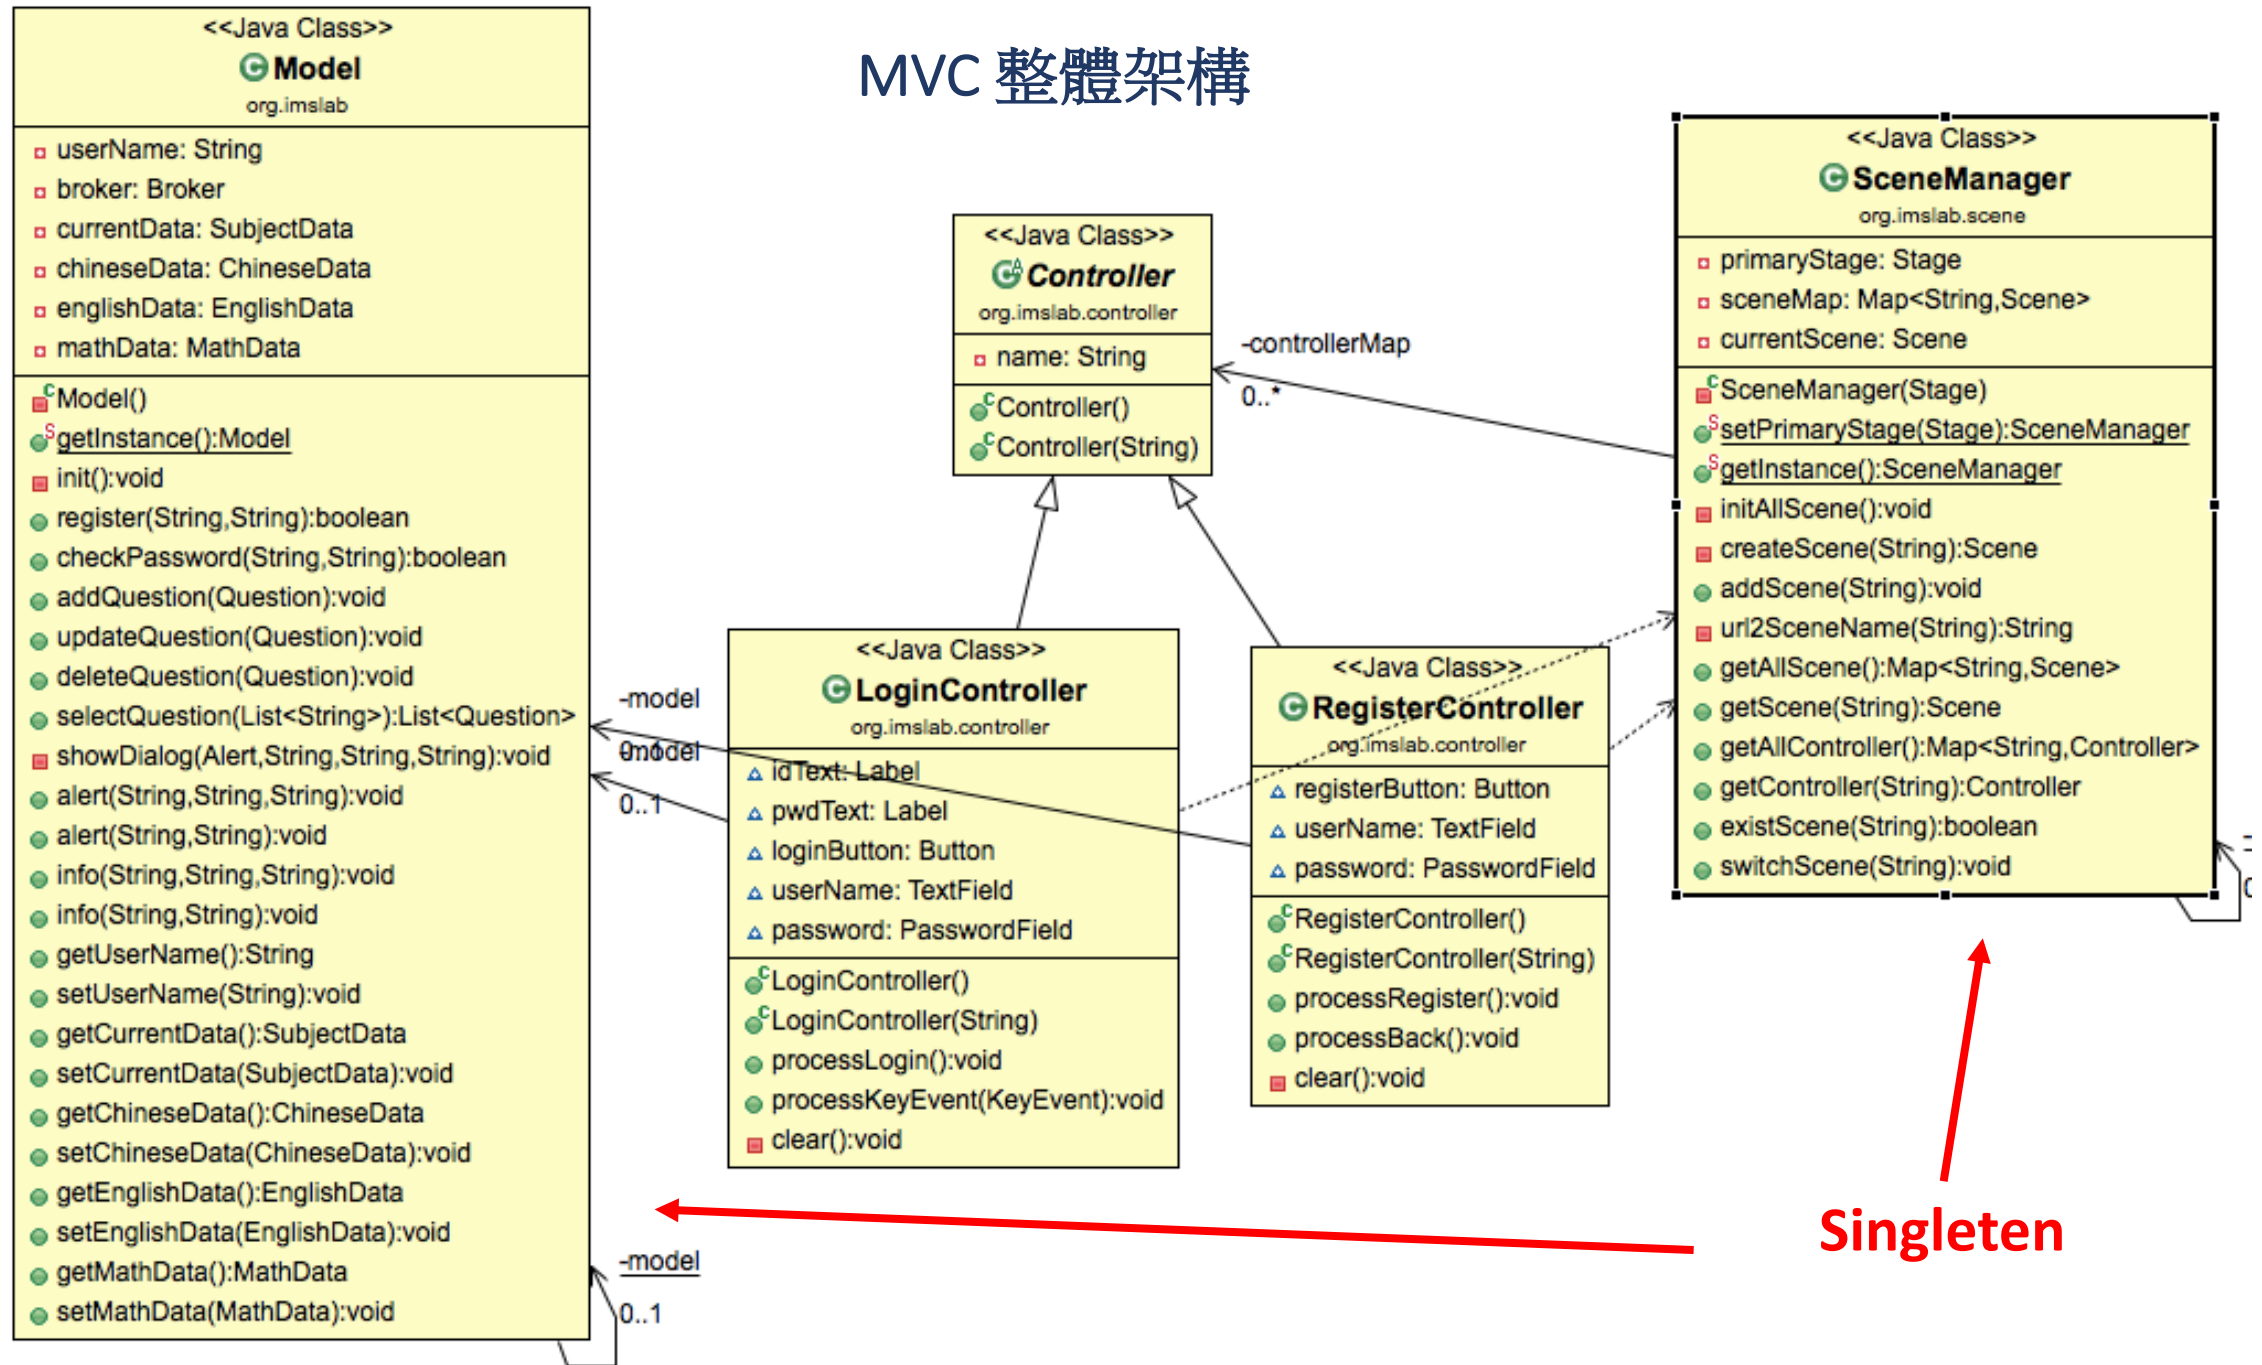 MVC 整體架構
<<Java Class>>
Model
org.imslab
userName: String
broker: Broker
currentData: SubjectData
chineseData: ChineseData
englishData: EnglishData
mathData: MathData
Model()
getInstance():Model
init():void
register(String,String):boolean
checkPassword(String,String):boolean
addQuestion(Question):void
updateQuestion(Question):void
deleteQuestion(Question):void
selectQuestion(List<String>):List<Question>
showDialog(Alert,String,String,String):void
alert(String,String,String):void
alert(String,String):void
info(String,String,String):void
info(String,String):void
getUserName():String
setUserName(String):void
getCurrentData():SubjectData
setCurrentData(SubjectData):void
getChineseData():ChineseData
setChineseData(ChineseData):void
getEnglishData():EnglishData
setEnglishData(EnglishData):void
getMathData():MathData
setMathData(MathData):void
-model
0..1
-model
0..1
-model
0..1
<<Java Class>>
Controller
org.imslab.controller
name: String
Controller()
Controller(String)
-controllerMap
0..*
<<Java Class>>
LoginController
org.imslab.controller
idText: Label
pwdText: Label
loginButton: Button
userName: TextField
password: PasswordField
LoginController()
LoginController(String)
processLogin():void
processKeyEvent(KeyEvent):void
clear():void
<<Java Class>>
RegisterController
org.imslab.controller
registerButton: Button
userName: TextField
password: PasswordField
RegisterController()
RegisterController(String)
processRegister():void
processBack():void
clear():void
<<Java Class>>
SceneManager
org.imslab.scene
primaryStage: Stage
sceneMap: Map<String,Scene>
currentScene: Scene
SceneManager(Stage)
setPrimaryStage(Stage):SceneManager
getInstance():SceneManager
initAllScene():void
createScene(String):Scene
addScene(String):void
url2SceneName(String):String
getAllScene():Map<String,Scene>
getScene(String):Scene
getAllController():Map<String,Controller>
getController(String):Controller
existScene(String):boolean
switchScene(String):void
Singleten